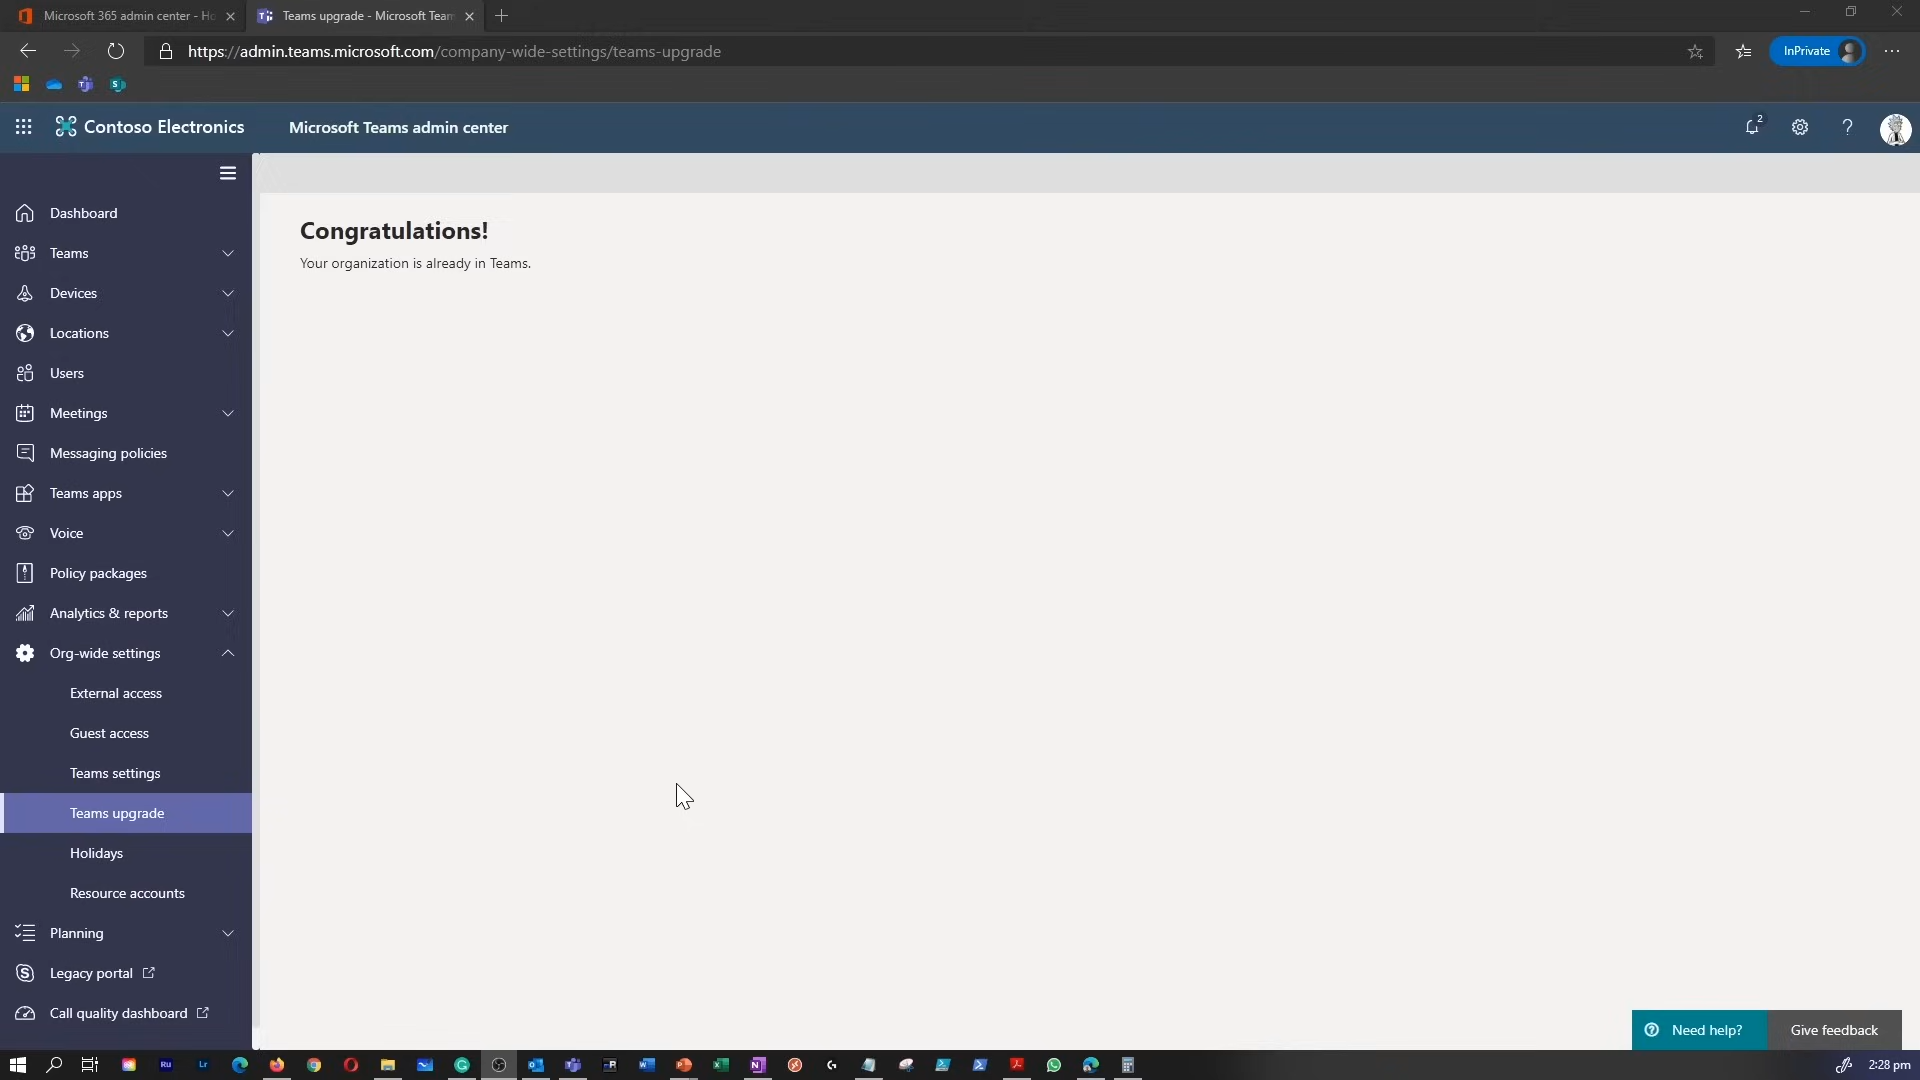 Microsoft 365 admin center - Ho
Teams upgrade - Microsoft Team
https://admin.teams.microsoft.com/company-wide-settings/teams-upgrade
InPrivate
Contoso Electronics
Microsoft Teams admin center
2
Dashboard
Teams
Devices
Locations
Users
Meetings
Messaging policies
Teams apps
Voice
Policy packages
Analytics & reports
Org-wide settings
External access
Guest access
Teams settings
Teams upgrade
Holidays
Resource accounts
Planning
Legacy portal
Call quality dashboard
Congratulations!
Your organization is already in Teams.
Need help?
Give feedback
Ru
Lr
2:28 pm